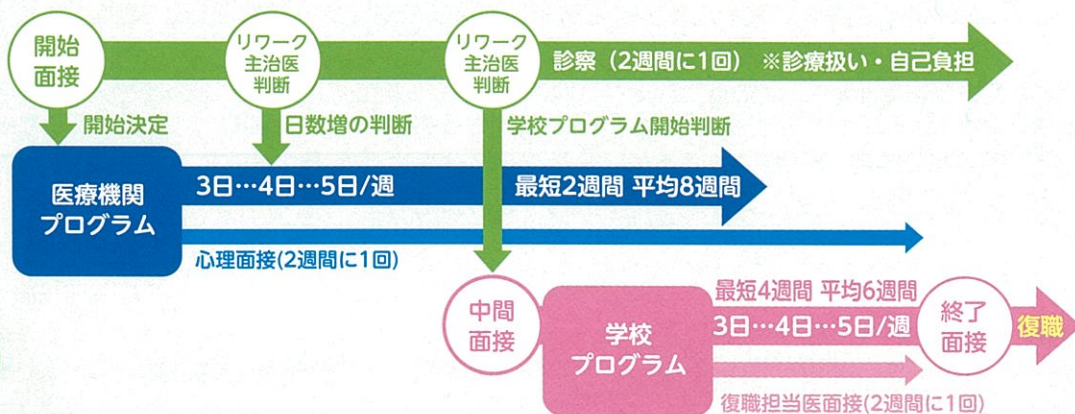 開始
面接
リワーク
主治医
判断
リワーク
主治医
判断
診察（2週間に1回）　※診療扱い・自己負担
開始決定
日数増の判断
学校プログラム開始判断
医療機関
プログラム
3日…4日…5日/週
最短2週間 平均8週間
心理面接(2週間に1回)
中間
面接
学校
プログラム
最短4週間 平均6週間
3日…4日…5日/週
終了
面接
復職
復職担当医面接(2週間に1回)